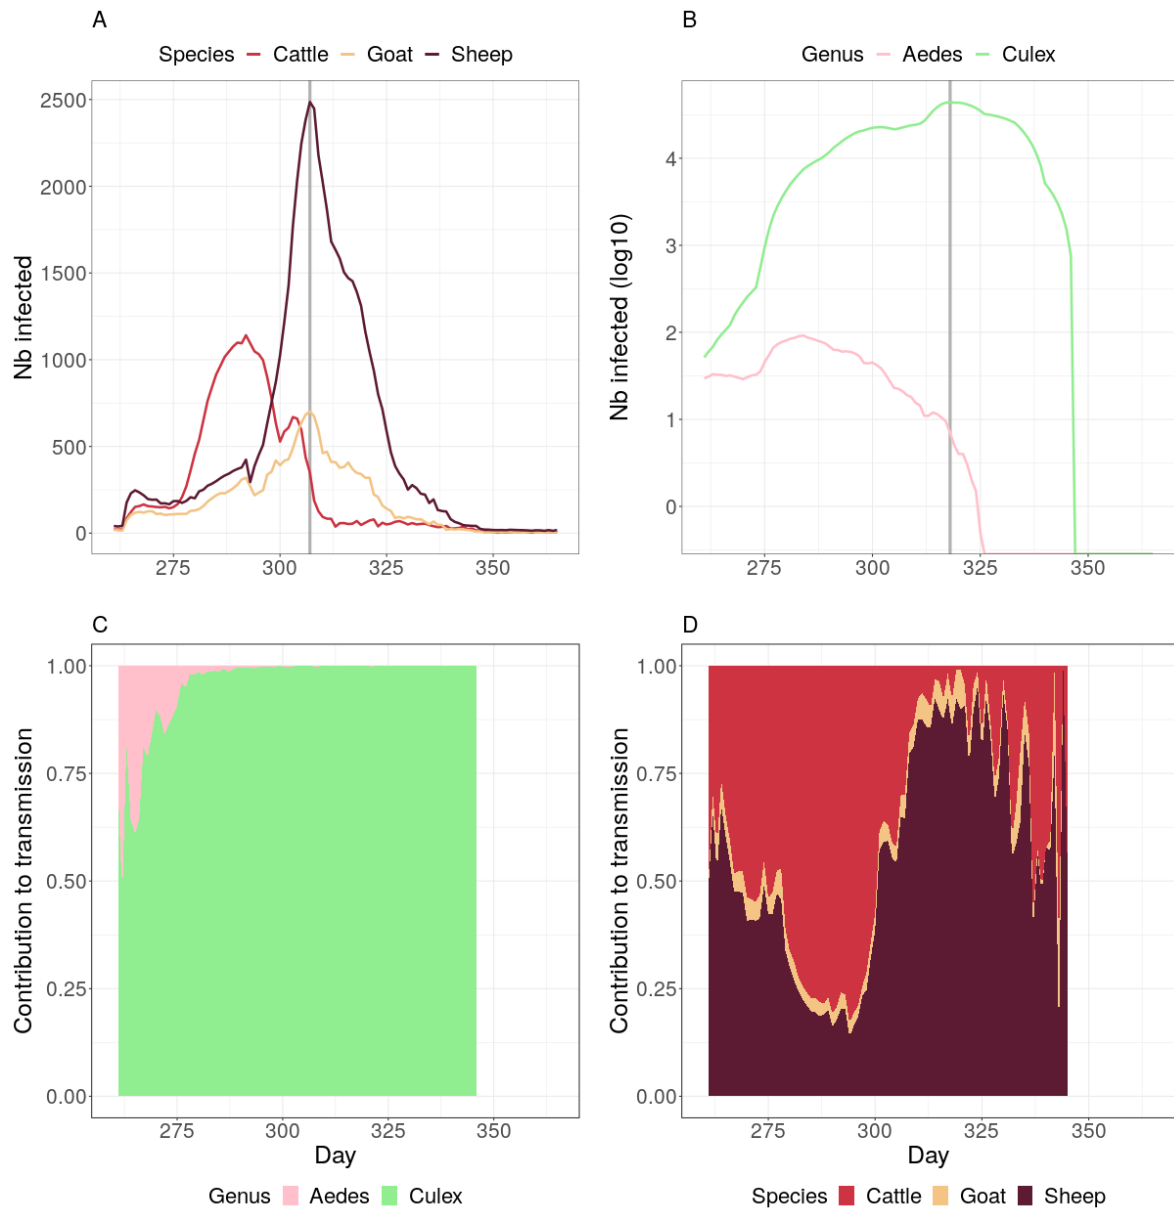 A
Species Cattle Goat Sheep
2500
2000
1500
1000
500
0
Nb infected
275 300 325 350
B
Genus Aedes Culex
4
3
2
1
0
Nb infected (log10)
275 300 325 350
C
1.00
0.75
0.50
0.25
0.00
Contribution to transmission
275 300 325 350
Day
Genus Aedes Culex
D
1.00
0.75
0.50
0.25
0.00
Contribution to transmission
275 300 325 350
Day
Species Cattle Goat Sheep